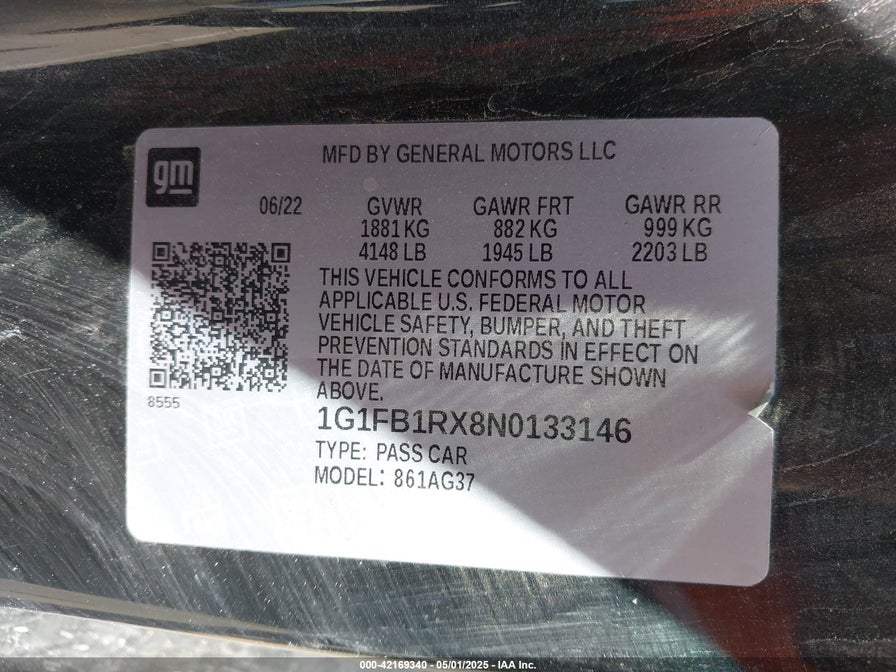 gm
MFD BY GENERAL MOTORS LLC
06/22 GVWR GAWR FRT GAWR RR
1881 KG 882 KG 999 KG
4148 LB 1945 LB 2203 LB
THIS VEHICLE CONFORMS TO ALL
APPLICABLE U.S. FEDERAL MOTOR
VEHICLE SAFETY, BUMPER, AND THEFT
PREVENTION STANDARDS IN EFFECT ON
THE DATE OF MANUFACTURE SHOWN
ABOVE.
8555
1G1FB1RX8N0133146
TYPE: PASS CAR
MODEL: 861AG37
000-42169340 - 05/01/2025 - IAA Inc.